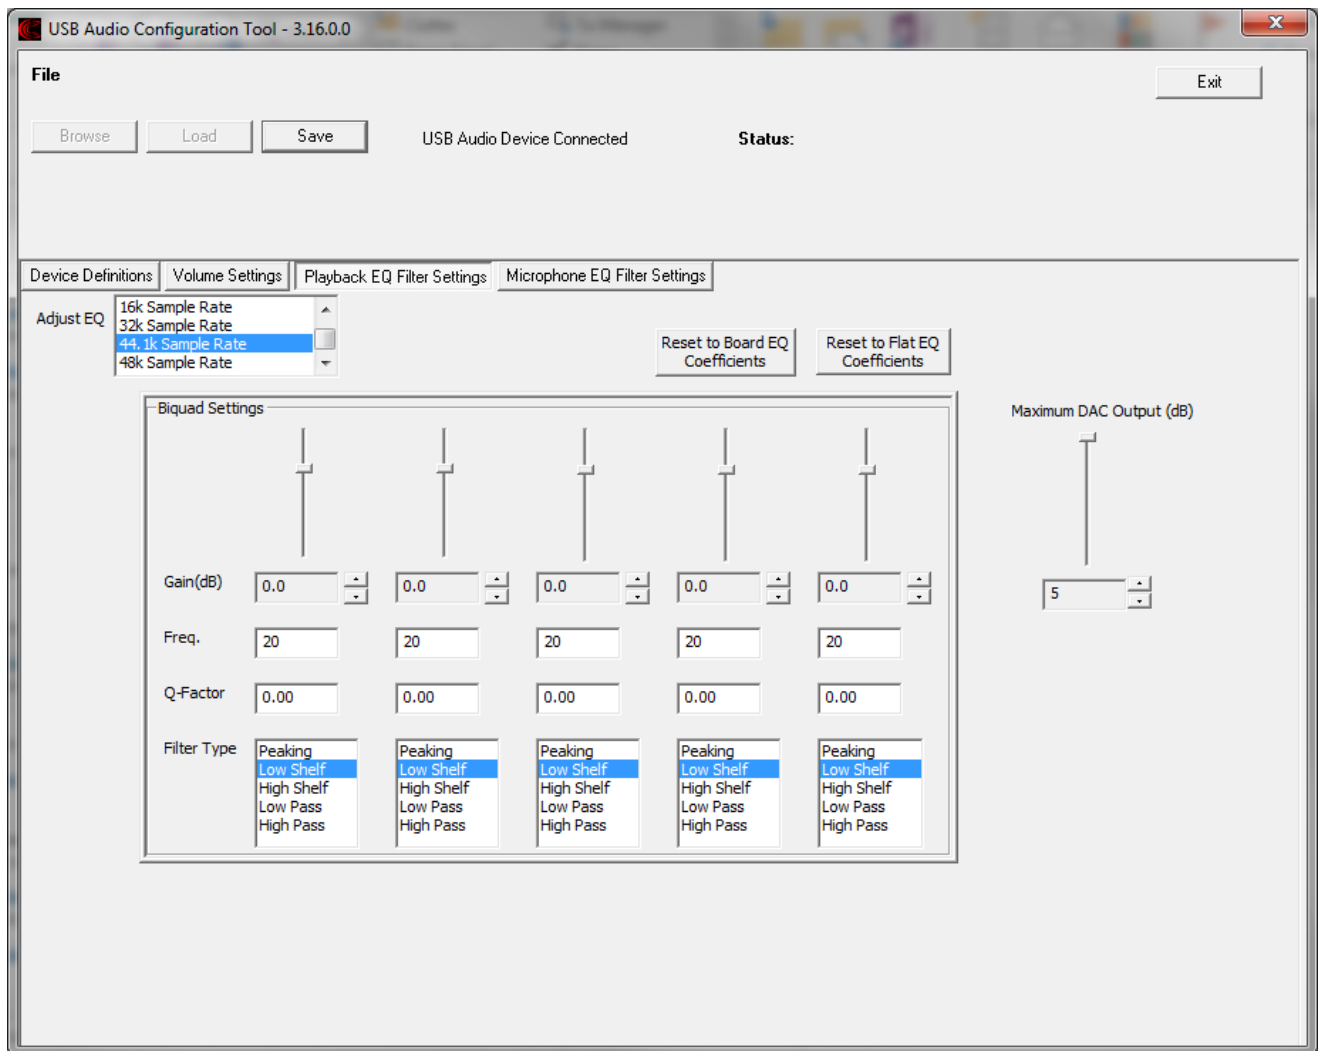 USB Audio Configuration Tool - 3.16.0.0
File
Exit
Browse
Load
Save
USB Audio Device Connected
Status:
Device Definitions
Volume Settings
Playback EQ Filter Settings
Microphone EQ Filter Settings
Adjust EQ
16k Sample Rate
32k Sample Rate
44.1k Sample Rate
48k Sample Rate
Reset to Board EQ
Coefficients
Reset to Flat EQ
Coefficients
Biquad Settings
Maximum DAC Output (dB)
Gain(dB)
0.0
0.0
0.0
0.0
0.0
5
Freq.
20
20
20
20
20
Q-Factor
0.00
0.00
0.00
0.00
0.00
Filter Type
Peaking
Low Shelf
High Shelf
Low Pass
High Pass
Peaking
Low Shelf
High Shelf
Low Pass
High Pass
Peaking
Low Shelf
High Shelf
Low Pass
High Pass
Peaking
Low Shelf
High Shelf
Low Pass
High Pass
Peaking
Low Shelf
High Shelf
Low Pass
High Pass